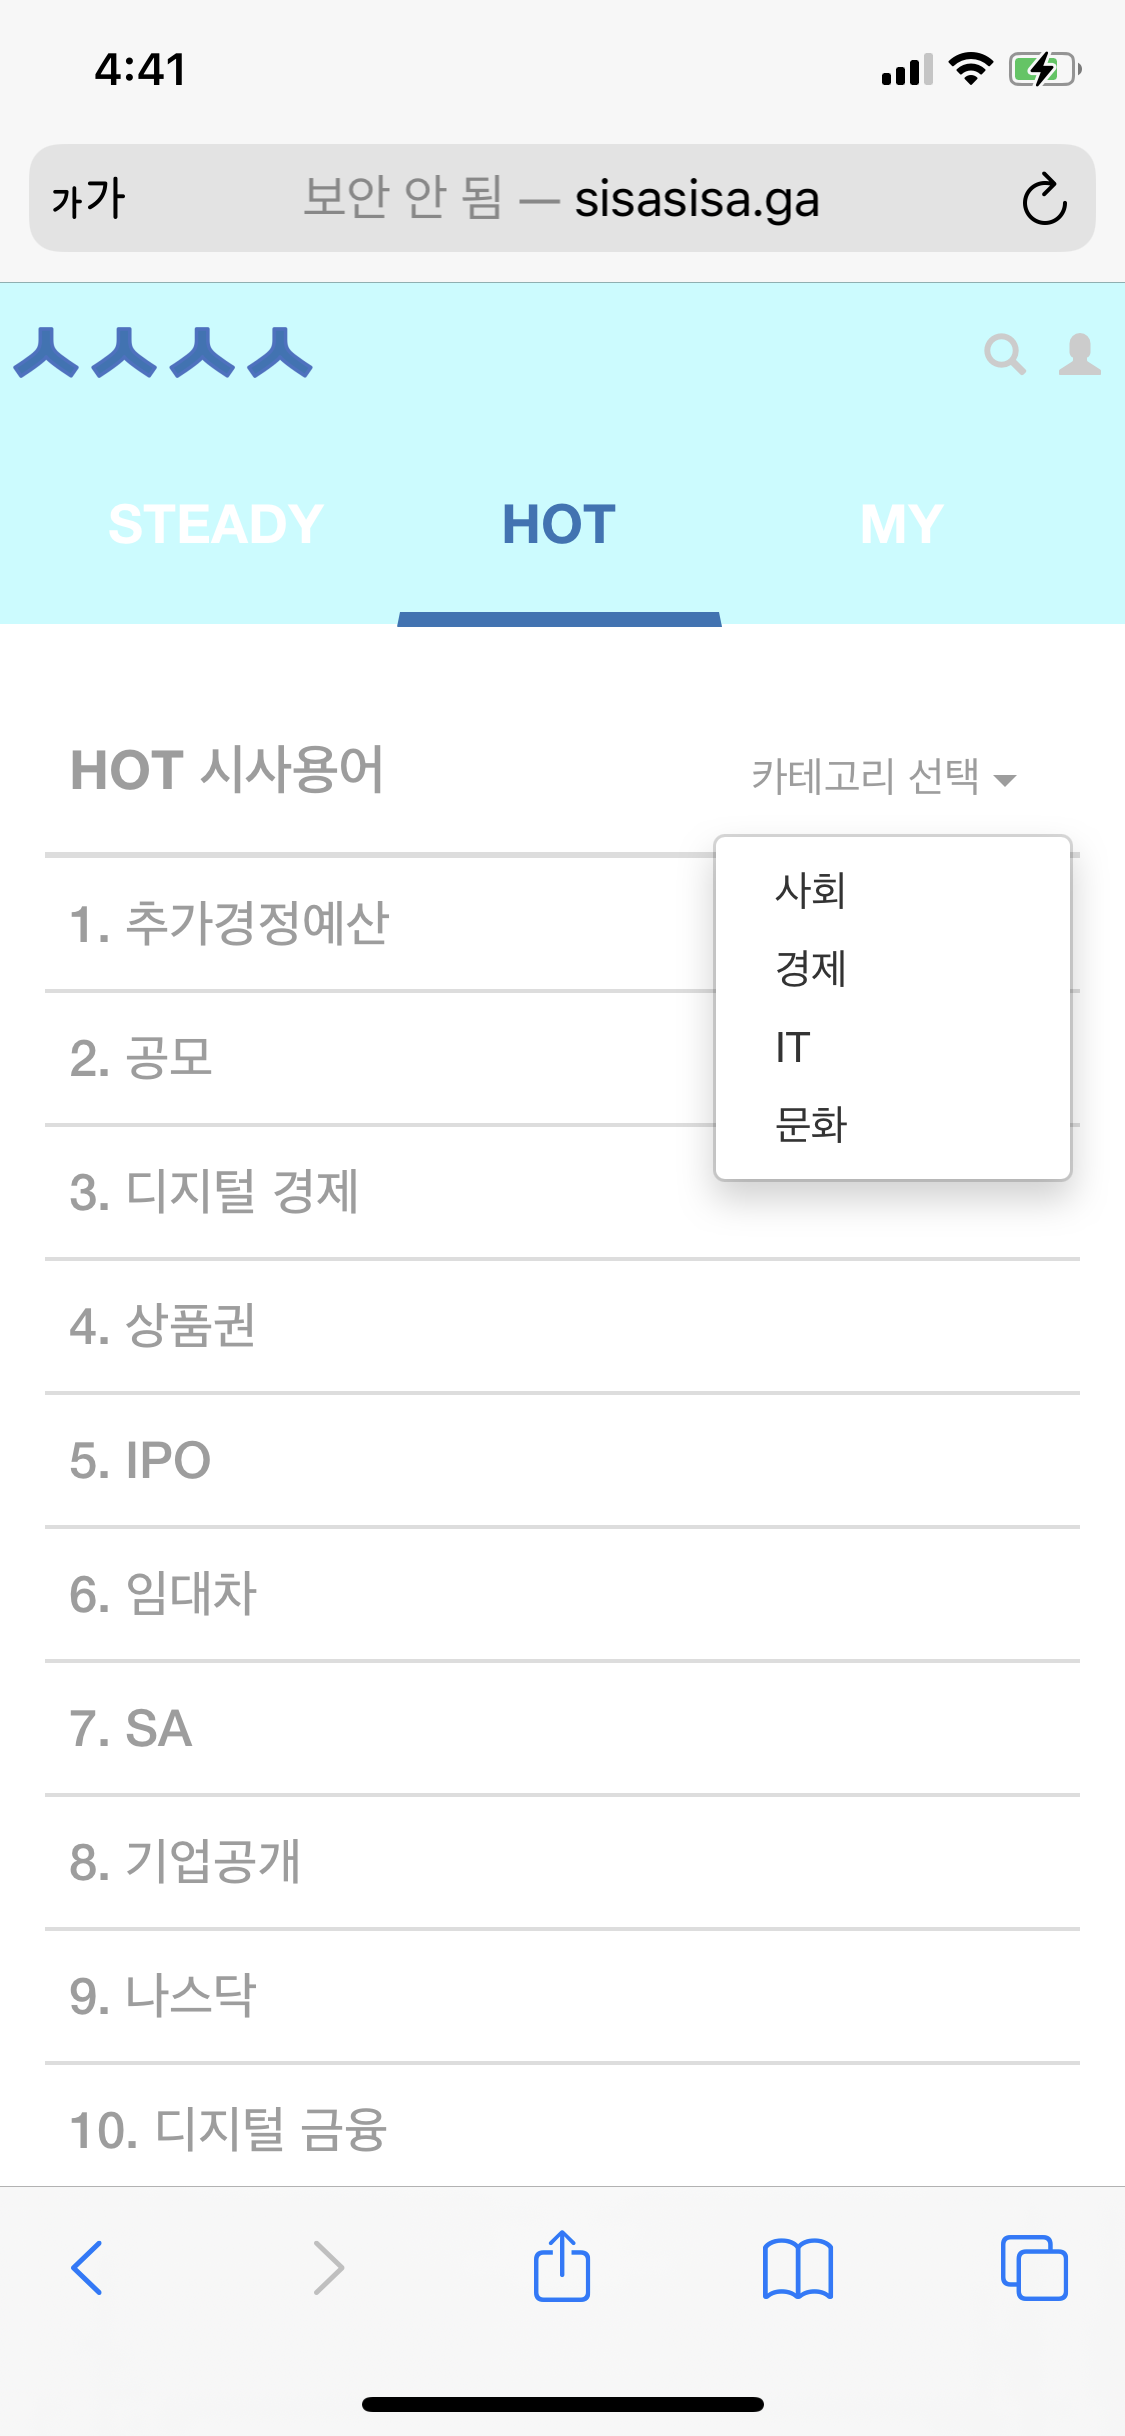 4:41
가가 보안 안 됨 — sisasisa.ga
ㅅㅅㅅㅅ
STEADY HOT MY
HOT 시사용어 카테고리 선택
사회
경제
IT
문화
1. 추가경정예산
2. 공모
3. 디지털 경제
4. 상품권
5. IPO
6. 임대차
7. SA
8. 기업공개
9. 나스닥
10. 디지털 금융